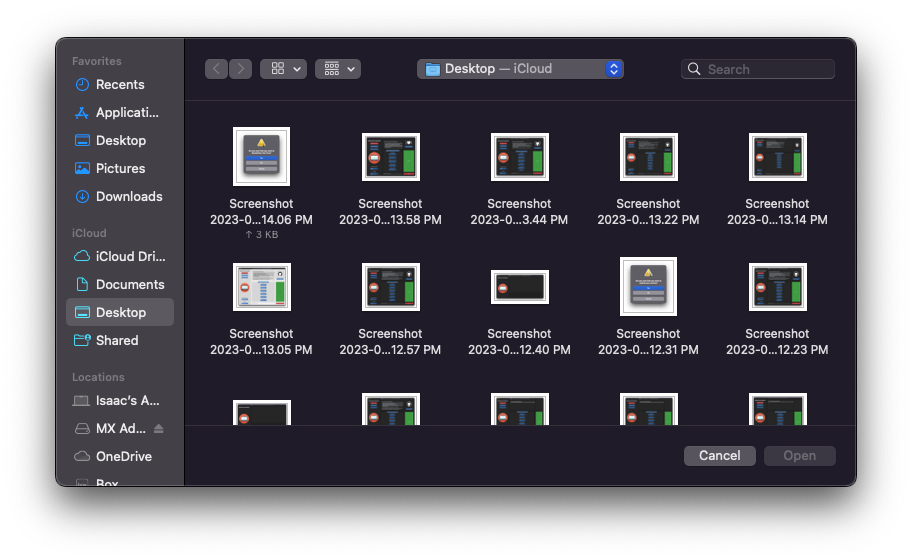 Favorites
Recents
Applicati...
Desktop
Pictures
Downloads
iCloud
iCloud Dri...
Documents
Desktop
Shared
Locations
Isaac's A...
MX Ad...
OneDrive
Box
Desktop — iCloud
Search
Screenshot
2023-0...14.06 PM
↑ 3 KB
Screenshot
2023-0...13.58 PM
Screenshot
2023-0...3.44 PM
Screenshot
2023-0...13.22 PM
Screenshot
2023-0...13.14 PM
Screenshot
2023-0...13.05 PM
Screenshot
2023-0...12.57 PM
Screenshot
2023-0...12.40 PM
Screenshot
2023-0...12.31 PM
Screenshot
2023-0...12.23 PM
Cancel
Open